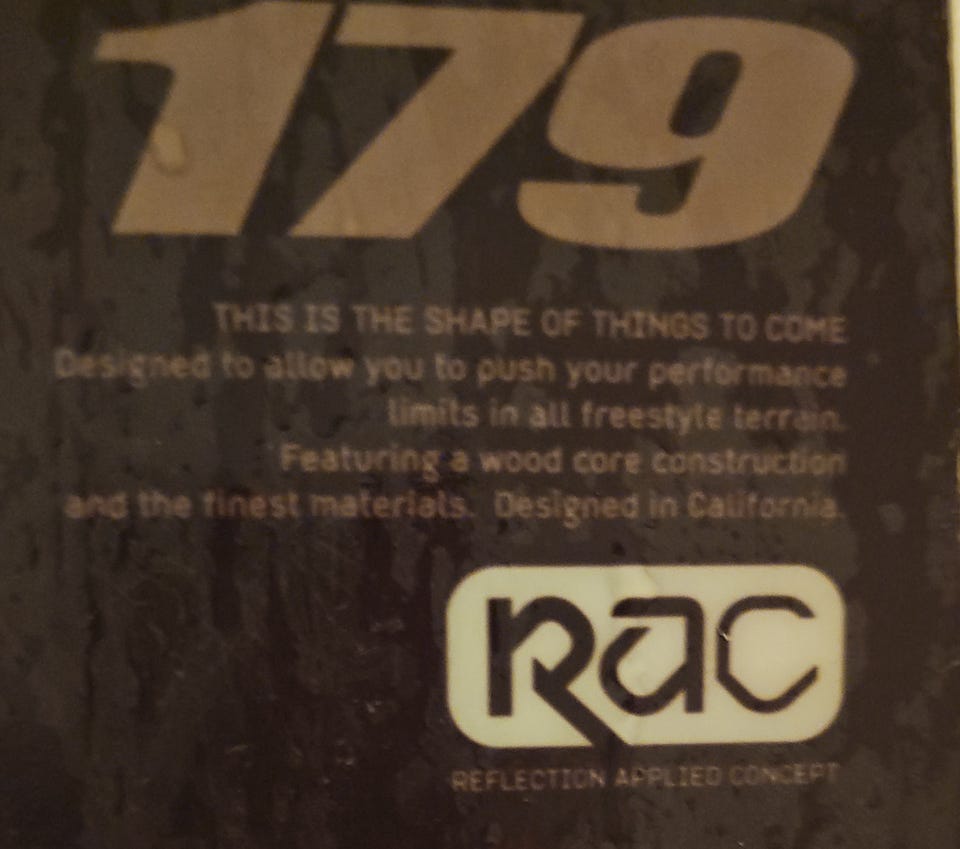 179
THIS IS THE SHAPE OF THINGS TO COME
Designed to allow you to push your performance
limits in all freestyle terrain.
Featuring a wood core construction
and the finest materials. Designed in California.
rac
REFLECTION APPLIED CONCEPT